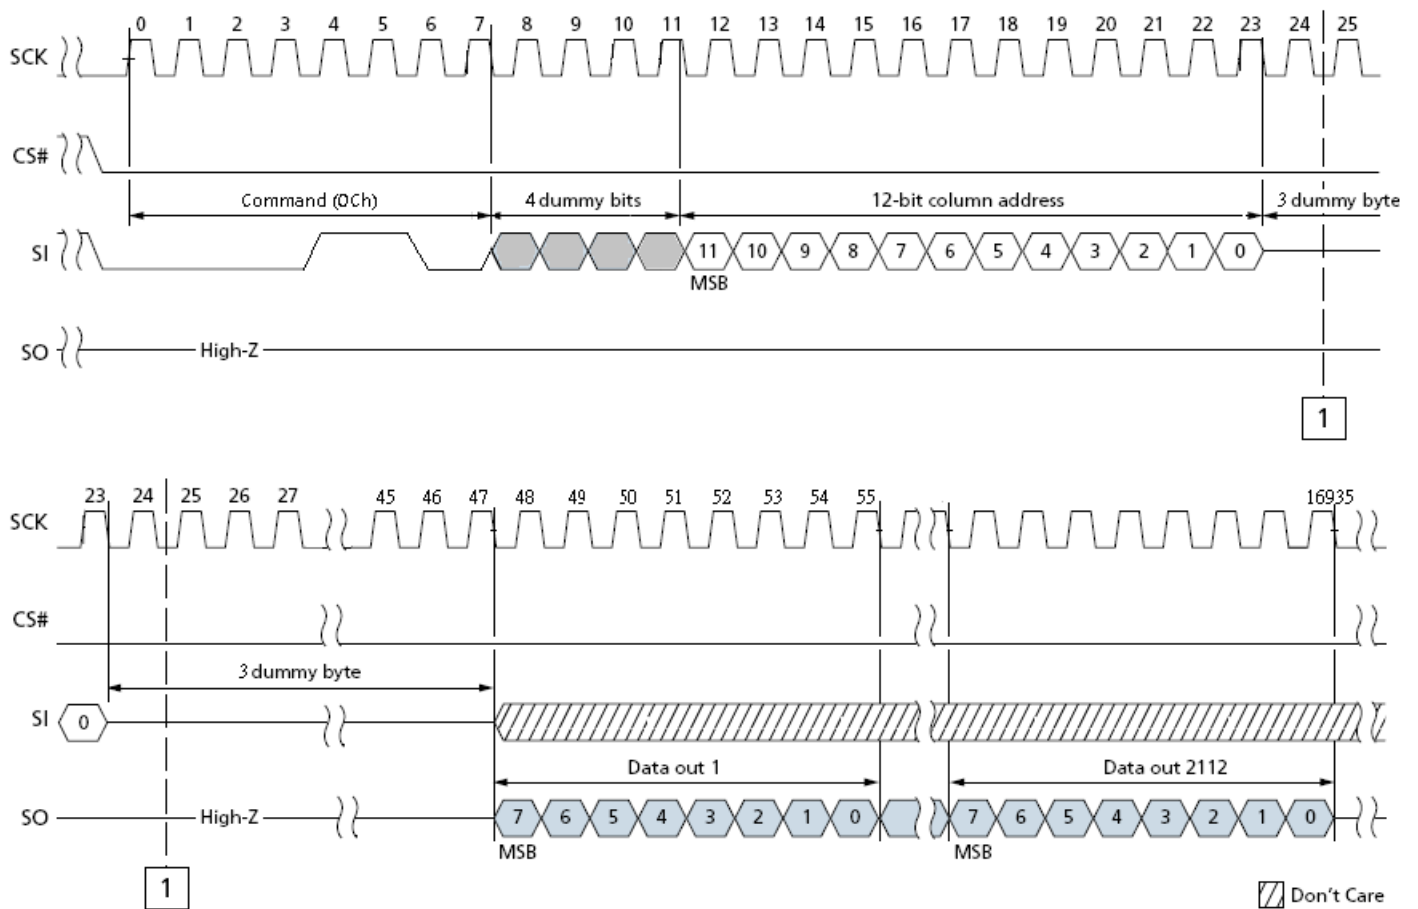 0 1 2 3 4 5 6 7 8 9 10 11 12 13 14 15 16 17 18 19 20 21 22 23 24 25
SCK
CS#
Command (0Ch) 4 dummy bits 12-bit column address 3 dummy byte
SI 11 10 9 8 7 6 5 4 3 2 1 0
MSB
SO High-Z
1
23 24 25 26 27 45 46 47 48 49 50 51 52 53 54 55 16935
SCK
CS#
3 dummy byte
SI 0
Data out 1 Data out 2112
SO High-Z 7 6 5 4 3 2 1 0 7 6 5 4 3 2 1 0
MSB MSB
1
Don't Care